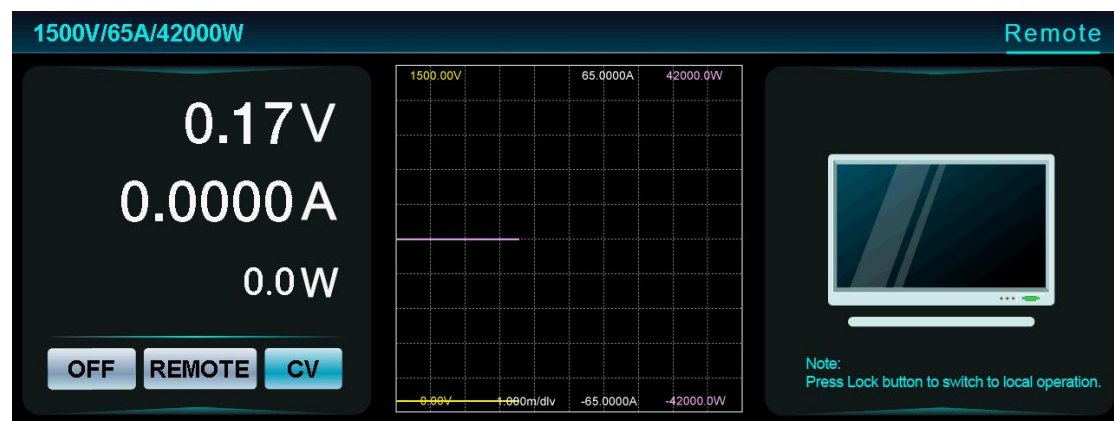 1500V/65A/42000W
Remote
0.17V
0.0000A
0.0W
OFF REMOTE CV
1500.00V 65.0000A 42000.0W
0.00V 1.000m/div -65.0000A -42000.0W
Note:
Press Lock button to switch to local operation.